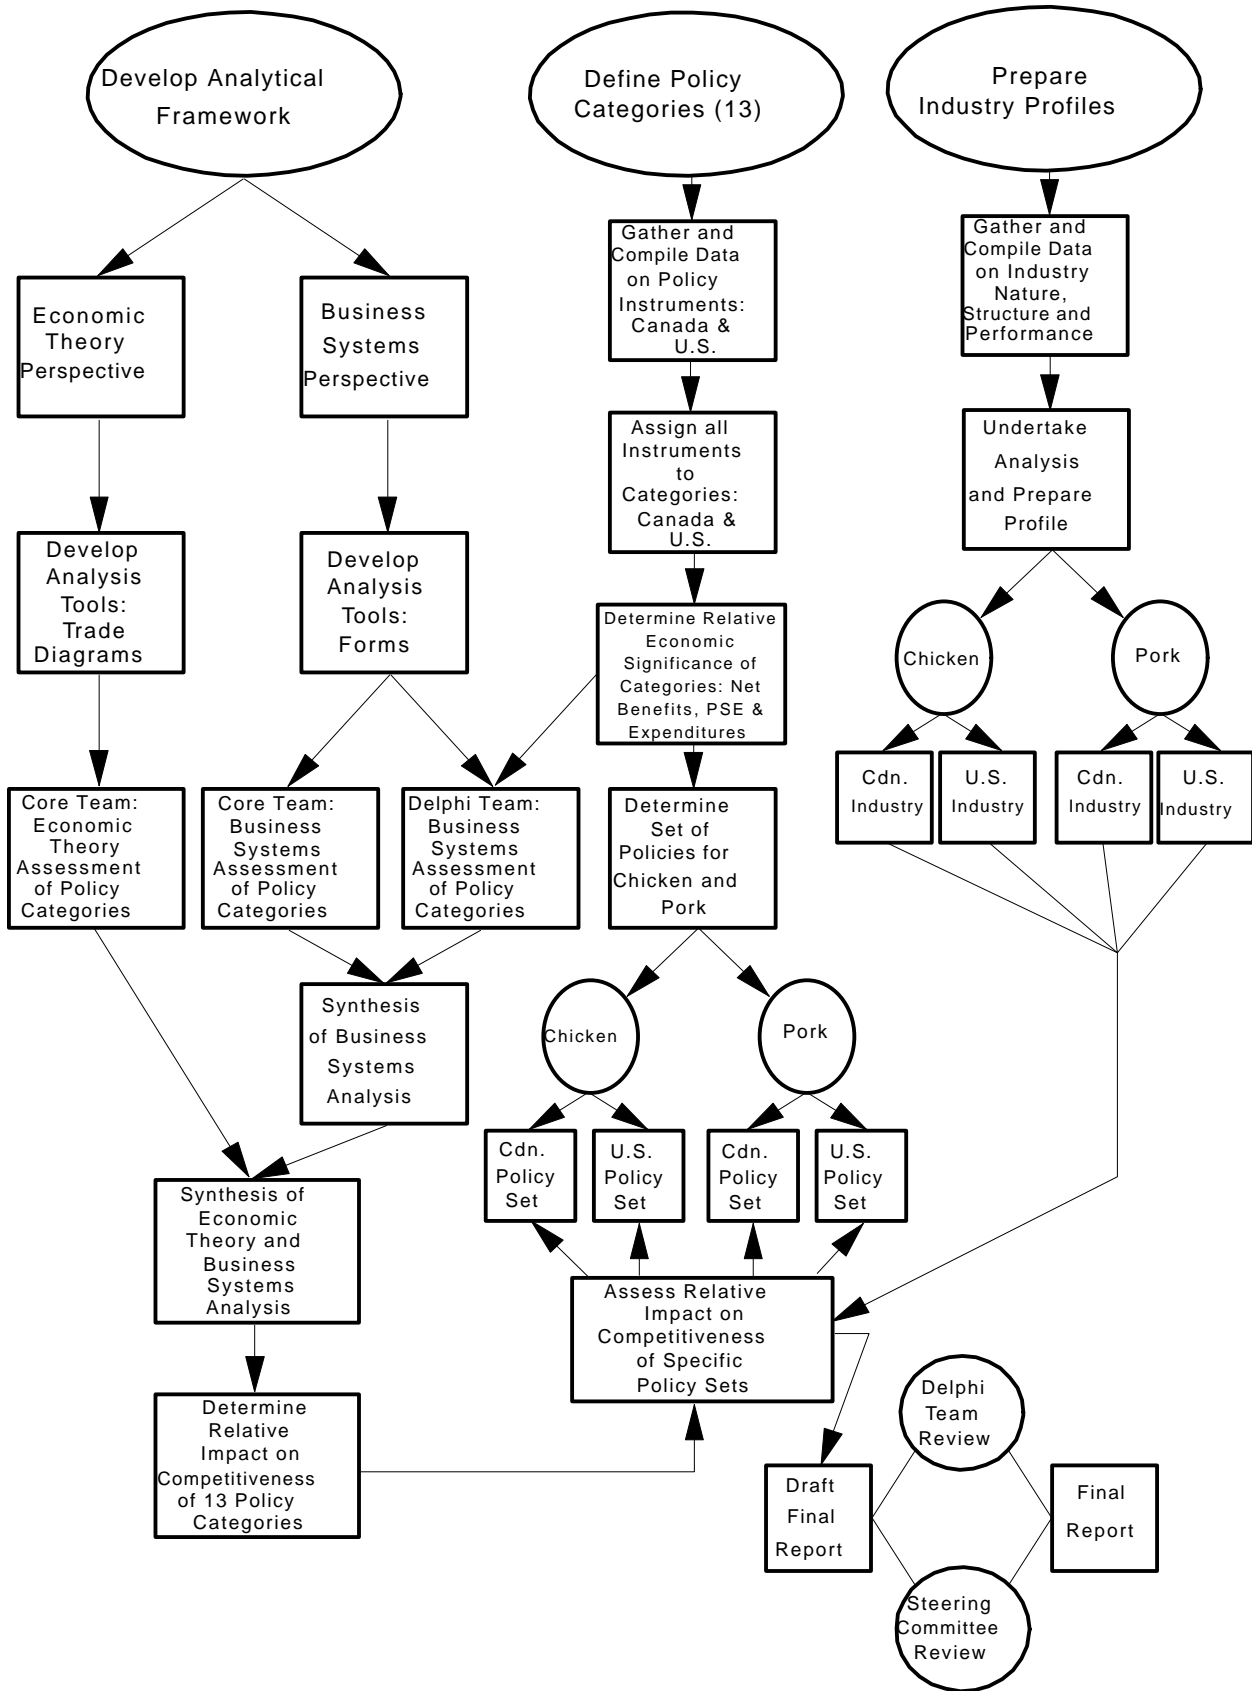 Develop Analytical
Framework
Define Policy
Categories (13)
Prepare
Industry Profiles
Economic
Theory
Perspective
Business
Systems
Perspective
Gather and
Compile Data
on Policy
Instruments:
Canada &
U.S.
Gather and
Compile Data
on Industry
Nature,
Structure and
Performance
Assign all
Instruments
to
Categories:
Canada &
U.S.
Undertake
Analysis
and Prepare
Profile
Develop
Analysis
Tools:
Trade
Diagrams
Develop
Analysis
Tools:
Forms
Determine Relative
Economic
Significance of
Categories: Net
Benefits, PSE &
Expenditures
Chicken
Pork
Cdn.
Industry
U.S.
Industry
Cdn.
Industry
U.S.
Industry
Core Team:
Economic
Theory
Assessment
of Policy
Categories
Core Team:
Business
Systems
Assessment
of Policy
Categories
Delphi Team:
Business
Systems
Assessment
of Policy
Categories
Determine
Set of
Policies for
Chicken and
Pork
Synthesis
of Business
Systems
Analysis
Chicken
Pork
Cdn.
Policy
Set
U.S.
Policy
Set
Cdn.
Policy
Set
U.S.
Policy
Set
Synthesis of
Economic
Theory and
Business
Systems
Analysis
Assess Relative
Impact on
Competitiveness
of Specific
Policy Sets
Determine
Relative
Impact on
Competitiveness
of 13 Policy
Categories
Delphi
Team
Review
Draft
Final
Report
Final
Report
Steering
Committee
Review